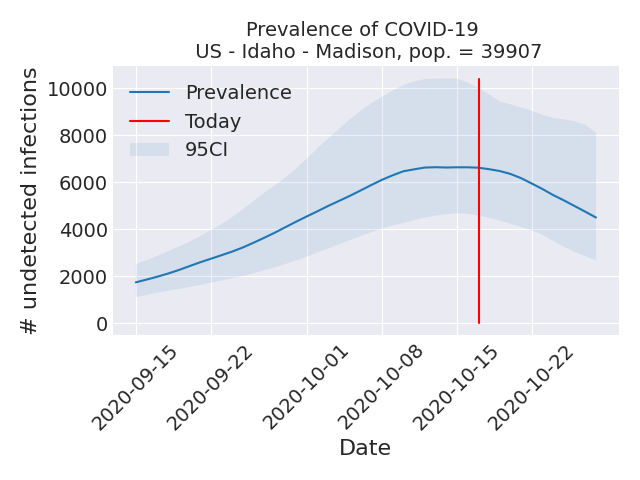 Prevalence of COVID-19
US - Idaho - Madison, pop. = 39907
# undetected infections
10000
8000
6000
4000
2000
0
Prevalence
Today
95CI
2020-09-15
2020-09-22
2020-10-01
2020-10-08
2020-10-15
2020-10-22
Date